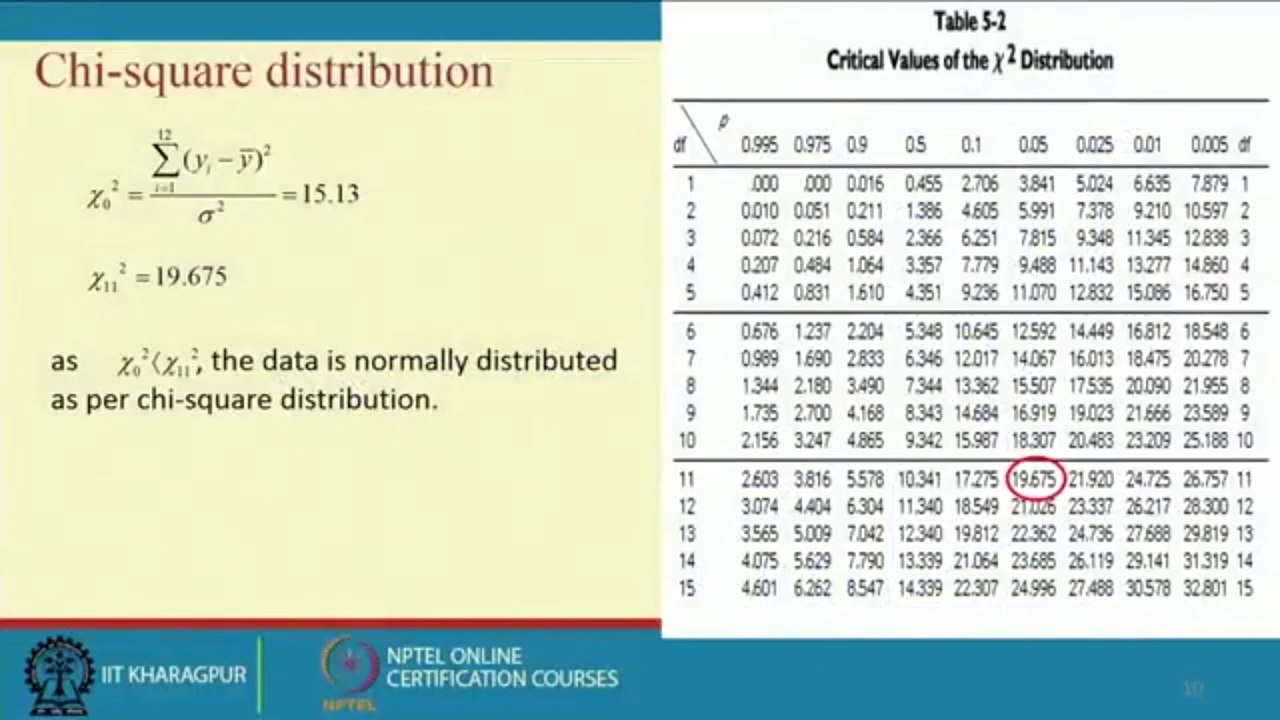 Chi-square distribution
χ₀² = ∑_{i=1}^{12} (y_i − ȳ)² / σ² = 15.13
χ₁₁² = 19.675
as χ₀²⟨χ₁₁², the data is normally distributed
as per chi-square distribution.
Table 5-2
Critical Values of the χ² Distribution
p
df 0.995 0.975 0.9 0.5 0.1 0.05 0.025 0.01 0.005 df
1 .000 .000 0.016 0.455 2.706 3.841 5.024 6.635 7.879 1
2 0.010 0.051 0.211 1.386 4.605 5.991 7.378 9.210 10.597 2
3 0.072 0.216 0.584 2.366 6.251 7.815 9.348 11.345 12.838 3
4 0.207 0.484 1.064 3.357 7.779 9.488 11.143 13.277 14.860 4
5 0.412 0.831 1.610 4.351 9.236 11.070 12.832 15.086 16.750 5
6 0.676 1.237 2.204 5.348 10.645 12.592 14.449 16.812 18.548 6
7 0.989 1.690 2.833 6.346 12.017 14.067 16.013 18.475 20.278 7
8 1.344 2.180 3.490 7.344 13.362 15.507 17.535 20.090 21.955 8
9 1.735 2.700 4.168 8.343 14.684 16.919 19.023 21.666 23.589 9
10 2.156 3.247 4.865 9.342 15.987 18.307 20.483 23.209 25.188 10
11 2.603 3.816 5.578 10.341 17.275 19.675 21.920 24.725 26.757 11
12 3.074 4.404 6.304 11.340 18.549 21.026 23.337 26.217 28.300 12
13 3.565 5.009 7.042 12.340 19.812 22.362 24.736 27.688 29.819 13
14 4.075 5.629 7.790 13.339 21.064 23.685 26.119 29.141 31.319 14
15 4.601 6.262 8.547 14.339 22.307 24.996 27.488 30.578 32.801 15
IIT KHARAGPUR
NPTEL
NPTEL ONLINE
CERTIFICATION COURSES
10